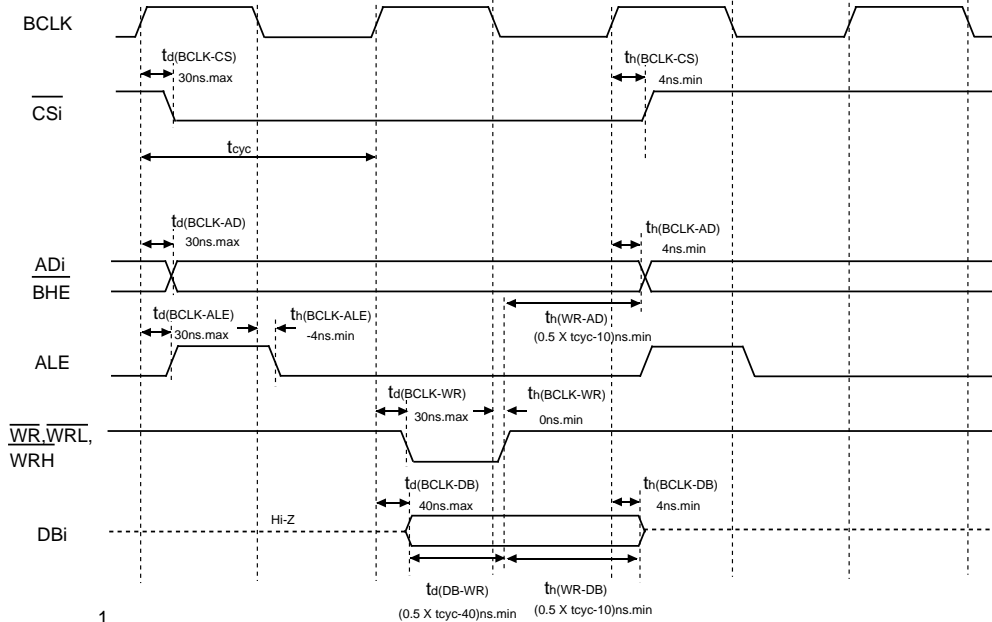 BCLK
td(BCLK-CS)
30ns.max
th(BCLK-CS)
4ns.min
CSi
tcyc
td(BCLK-AD)
30ns.max
th(BCLK-AD)
4ns.min
ADi
BHE
td(BCLK-ALE)
30ns.max
th(BCLK-ALE)
-4ns.min
th(WR-AD)
(0.5 X tcyc-10)ns.min
ALE
td(BCLK-WR)
30ns.max
th(BCLK-WR)
0ns.min
WR,WRL,
WRH
td(BCLK-DB)
40ns.max
th(BCLK-DB)
4ns.min
Hi-Z
DBi
td(DB-WR)
(0.5 X tcyc-40)ns.min
th(WR-DB)
(0.5 X tcyc-10)ns.min
1